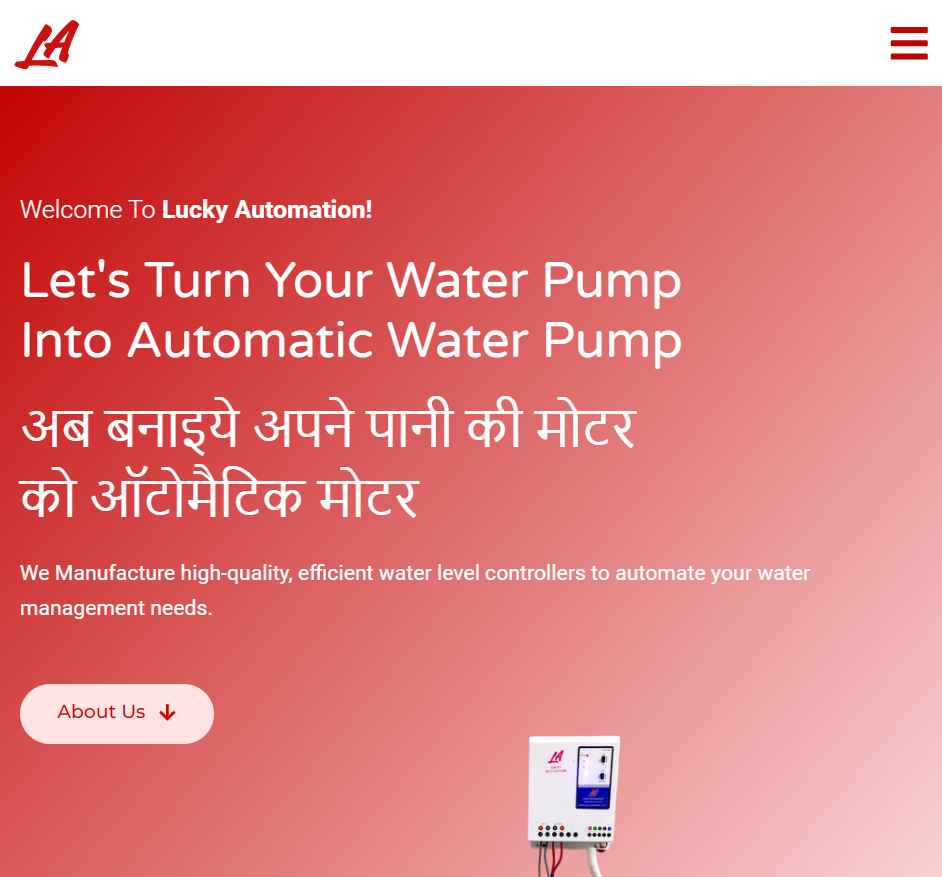 LA
Welcome To Lucky Automation!
Let's Turn Your Water Pump
Into Automatic Water Pump
अब बनाइये अपने पानी की मोटर
को ऑटोमैटिक मोटर
We Manufacture high-quality, efficient water level controllers to automate your water
management needs.
About Us
LA